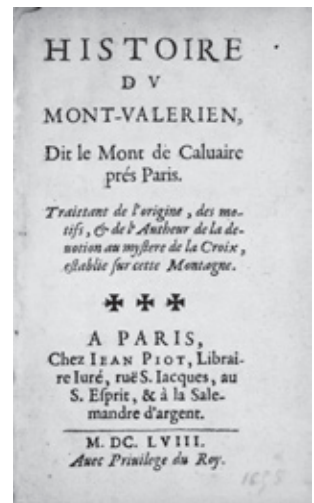 HISTOIRE
DV
MONT-VALERIEN,
Dit le Mont de Caluaire
prés Paris.
Traictant de l'origine, des mo-
tifs, & de l'Autheur de la de-
uotion au myſtere de la Croix,
eſtablie ſur cette Montagne.
✠ ✠ ✠
A PARIS,
Chez IEAN PIOT, Librai-
re Iuré, ruë S. Iacques, au
S. Eſprit, & à la Sale-
mandre d'argent.
M. DC. LVIII.
Auec Priuilege du Roy.
1658